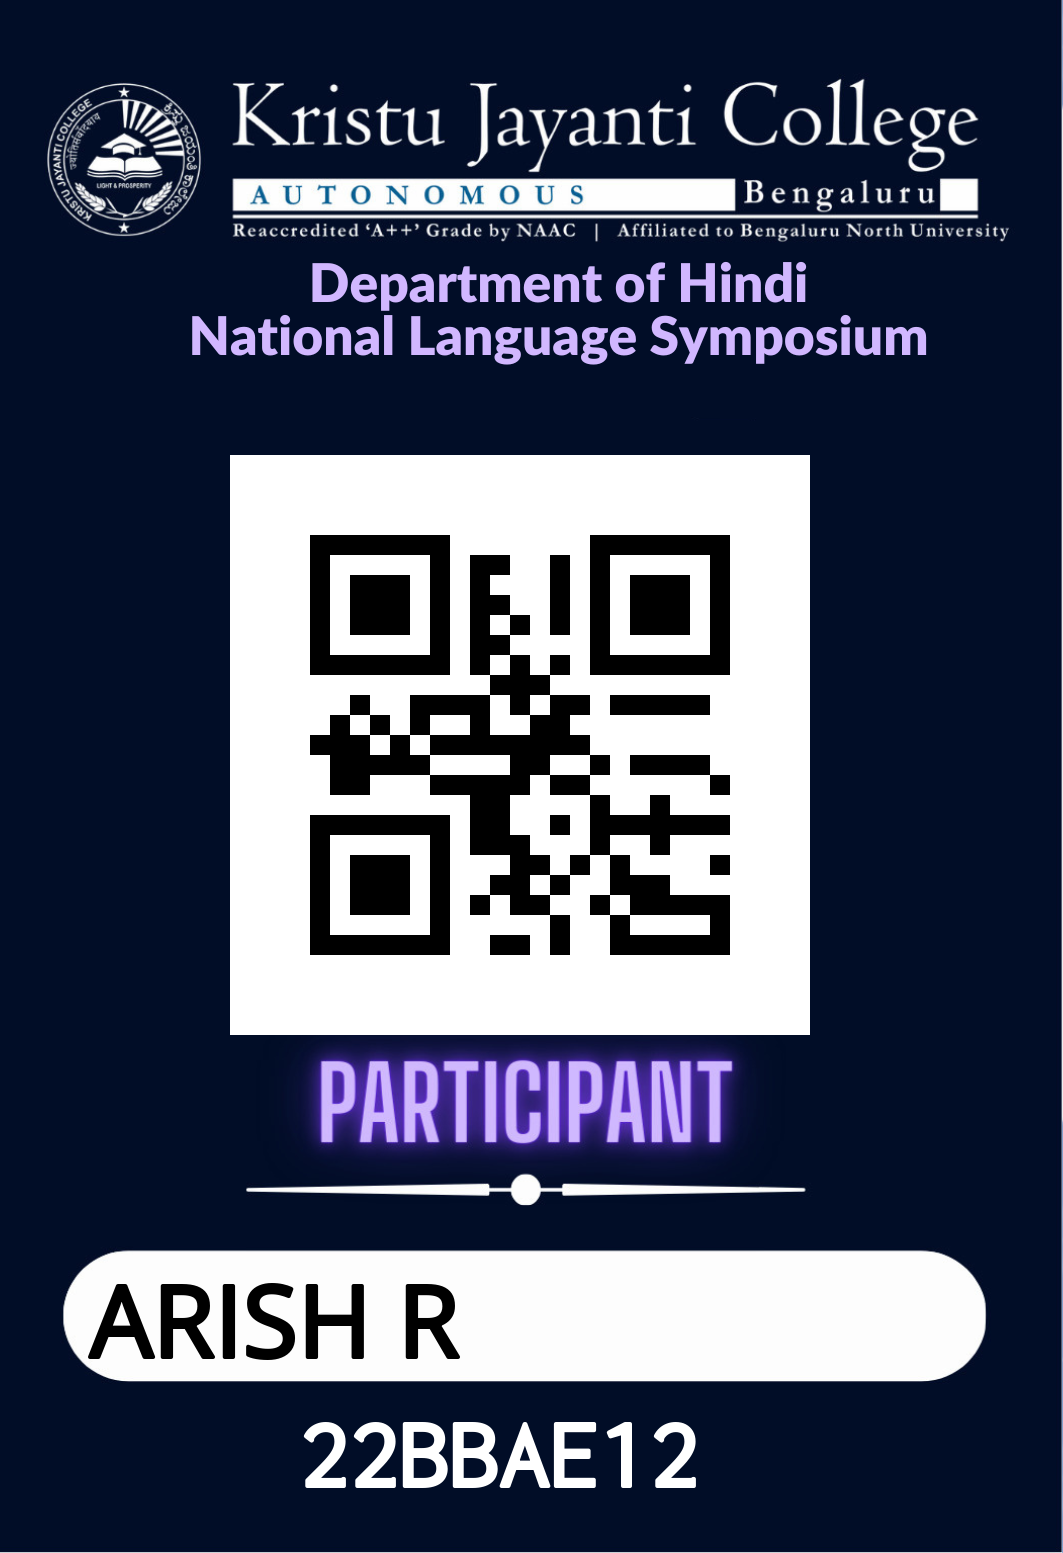 KRISTU JAYANTI COLLEGE
LIGHT & PROSPERITY
Kristu Jayanti College
AUTONOMOUS Bengaluru
Reaccredited ‘A++’ Grade by NAAC | Affiliated to Bengaluru North University
Department of Hindi
National Language Symposium
PARTICIPANT
ARISH R
22BBAE12